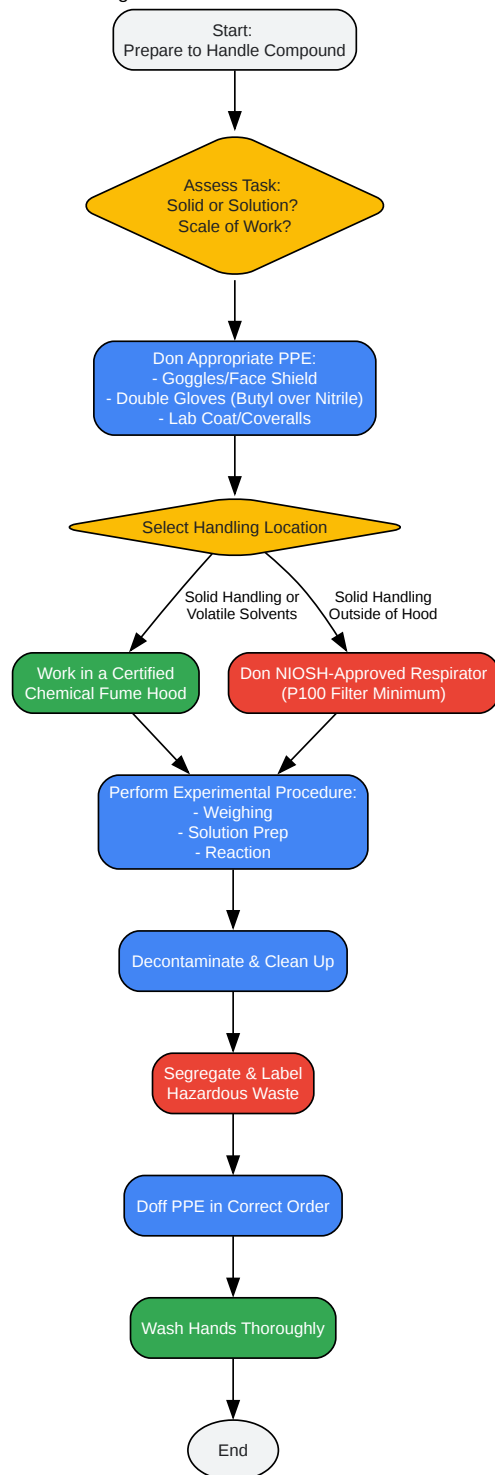 Start:
Prepare to Handle Compound
Assess Task:
Solid or Solution?
Scale of Work?
Don Appropriate PPE:
- Goggles/Face Shield
- Double Gloves (Butyl over Nitrile)
- Lab Coat/Coveralls
Select Handling Location
Solid Handling or
Volatile Solvents
Solid Handling
Outside of Hood
Work in a Certified
Chemical Fume Hood
Don NIOSH-Approved Respirator
(P100 Filter Minimum)
Perform Experimental Procedure:
- Weighing
- Solution Prep
- Reaction
Decontaminate & Clean Up
Segregate & Label
Hazardous Waste
Doff PPE in Correct Order
Wash Hands Thoroughly
End